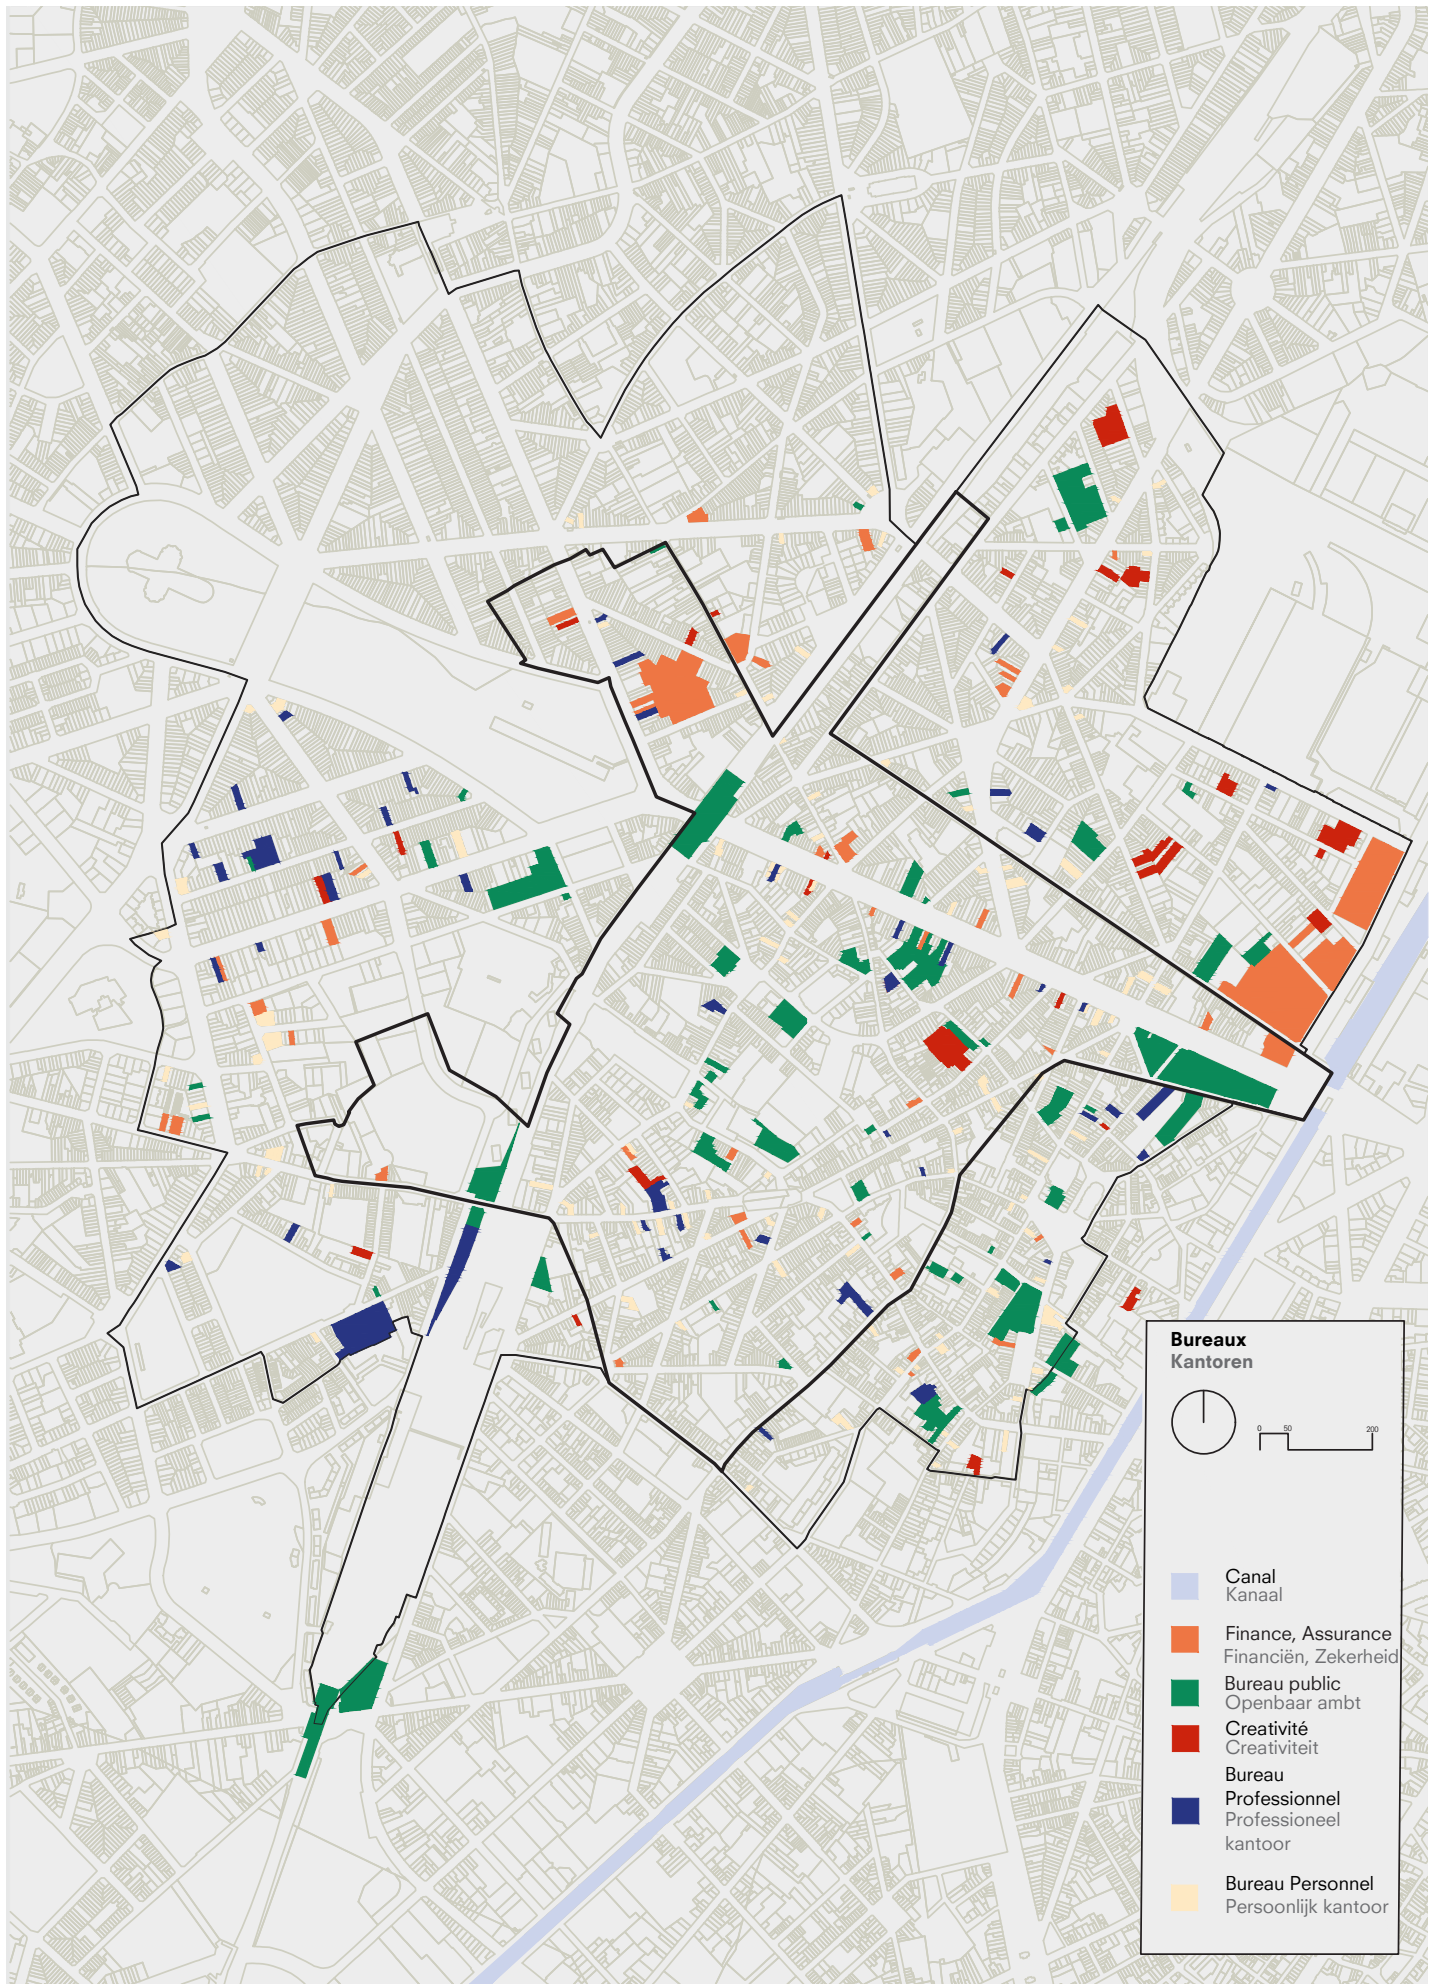 Bureaux
Kantoren
0 50 200
Canal
Kanaal
Finance, Assurance
Financiën, Zekerheid
Bureau public
Openbaar ambt
Creativité
Creativiteit
Bureau
Professionnel
Professioneel
kantoor
Bureau Personnel
Persoonlijk kantoor